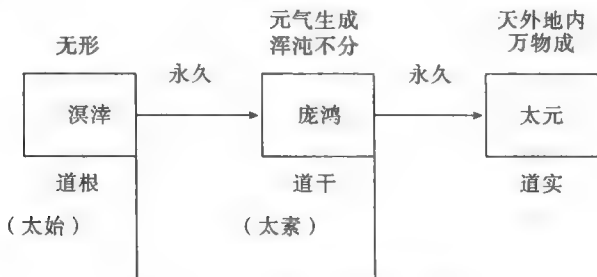 元气生成
天外地内
无形
浑沌不分
万物成
永久
永久
溟涬
庞鸿
太元
道根
道干
道实
（太始）
（太素）